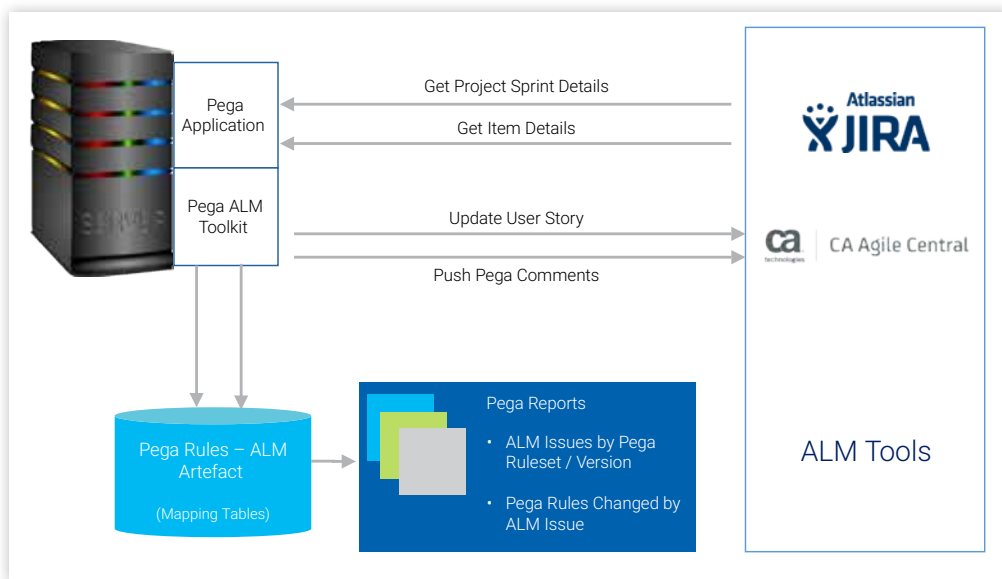 Pega
Application
Pega ALM
Toolkit
Get Project Sprint Details
Get Item Details
Update User Story
Push Pega Comments
Atlassian
JIRA
ca
technologies
CA Agile Central
ALM Tools
Pega Rules – ALM
Artefact
(Mapping Tables)
Pega Reports
• ALM Issues by Pega
Ruleset / Version
• Pega Rules Changed by
ALM Issue